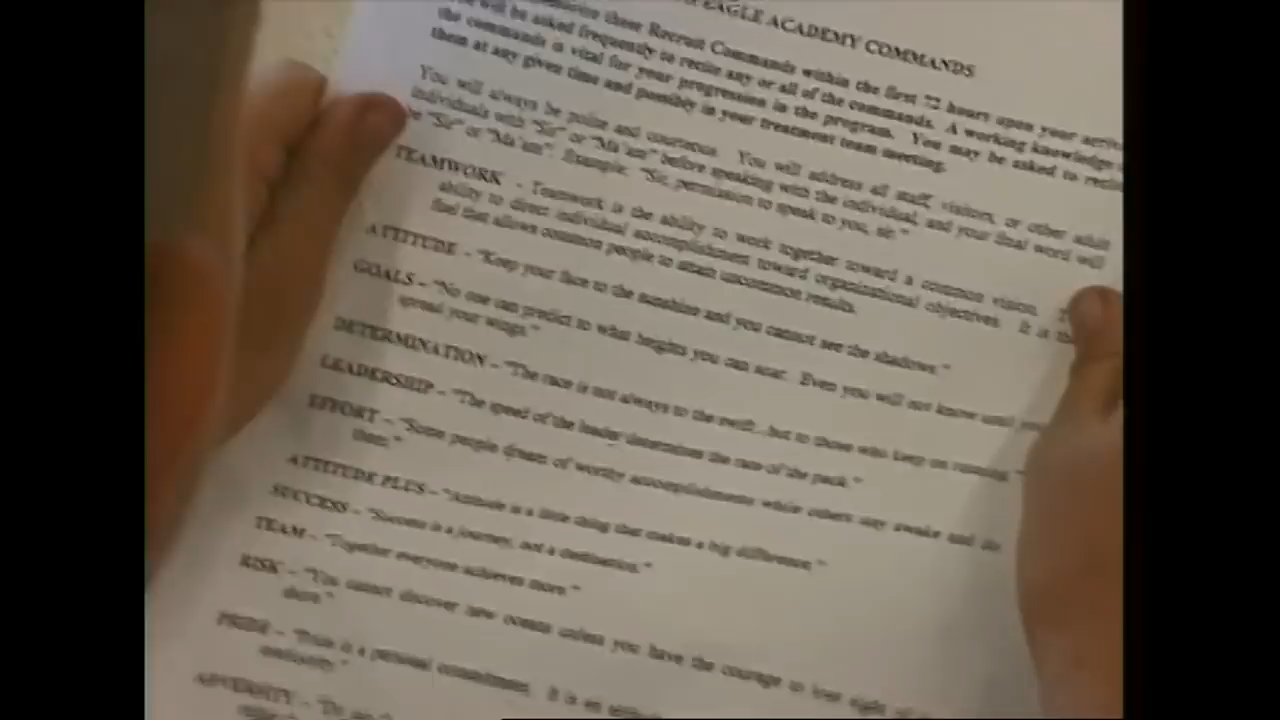 EAGLE ACADEMY COMMANDS
these Recruit Commands within the first 72 hours upon your
will be asked frequently to recite any or all of the commands. A working knowledge
the commands is vital for your progression in the program. You may be asked to
them at any given time and possibly in your treatment team meeting.
You will always be polite and courteous. You will address all staff, visitors, or other adult
individuals with "Sir" or "Ma'am" before speaking with the individual, and your final word will
be "Sir" or "Ma'am". Example: "Sir, permission to speak to you, sir."
TEAMWORK - Teamwork is the ability to work together toward a common vision.
ability to direct individual accomplishment toward organizational objectives. It is the
fuel that allows common people to attain uncommon results.
ATTITUDE - "Keep your face to the sunshine and you cannot see the shadows."
GOALS - "No one can predict to what heights you can soar. Even you will not know until you
spread your wings."
DETERMINATION - "The race is not always to the swift...but to those who keep on running."
LEADERSHIP - "The speed of the leader determines the rate of the pack."
EFFORT - "Some people dream of worthy accomplishments while others stay awake and do
them."
ATTITUDE PLUS - "Attitude is a little thing that makes a big difference."
SUCCESS - "Success is a journey, not a destination."
TEAM - "Together everyone achieves more."
RISK - "You cannot discover new oceans unless you have the courage to lose sight of
shore."
PRIDE - "Pride is a personal commitment. It is an
ADVERSITY -